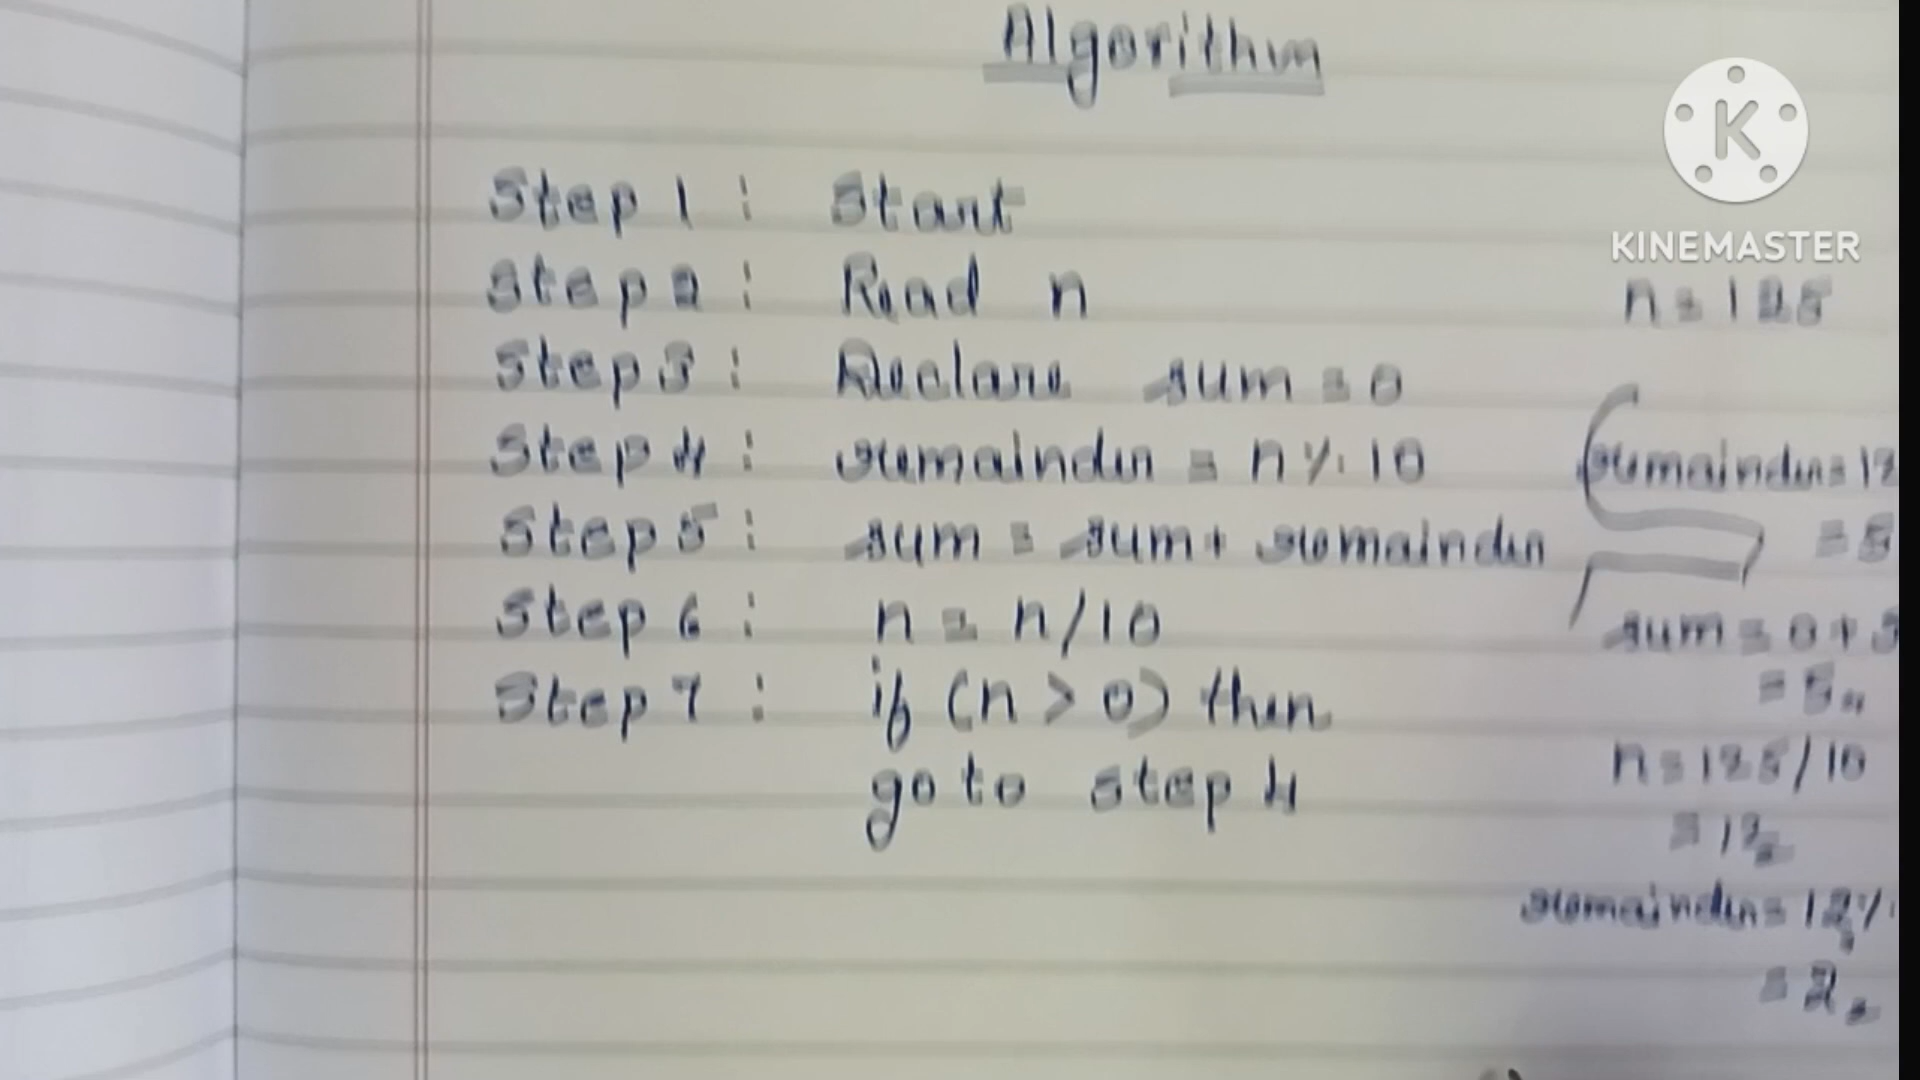 Algorithm
Step 1 : Start
Step 2 : Read n
Step 3 : Declare sum = 0
Step 4 : remainder = n % 10
Step 5 : sum = sum + remainder
Step 6 : n = n/10
Step 7 : if (n > 0) then
go to step 4
KINEMASTER
n = 125
remainder = 12
= 5
sum = 0 + 5
= 5
n = 125/10
= 12
remainder = 12%
= 2